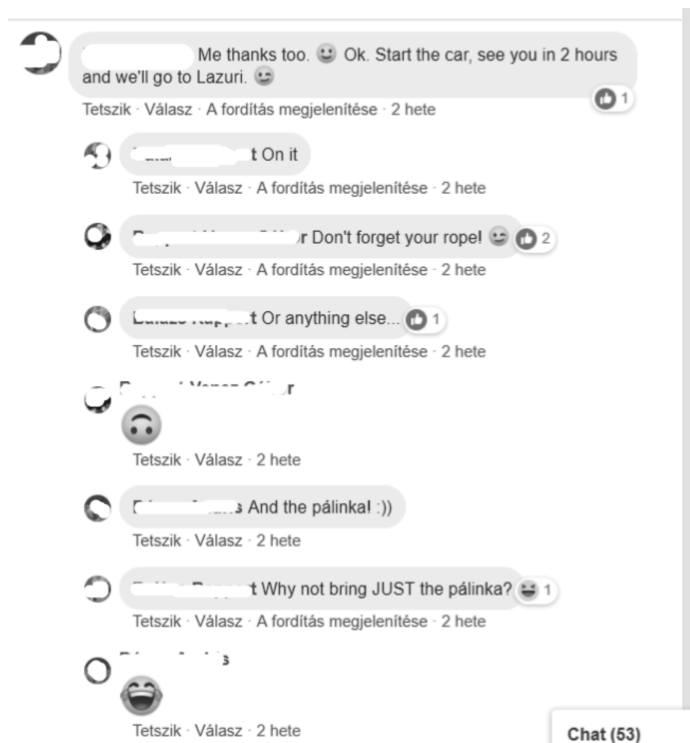 Me thanks too. Ok. Start the car, see you in 2 hours
and we'll go to Lazuri.
1
Tetszik · Válasz · A fordítás megjelenítése · 2 hete
On it
Tetszik · Válasz · A fordítás megjelenítése · 2 hete
Don't forget your rope! 2
Tetszik · Válasz · A fordítás megjelenítése · 2 hete
Or anything else... 1
Tetszik · Válasz · A fordítás megjelenítése · 2 hete
Tetszik · Válasz · 2 hete
And the pálinka! :))
Tetszik · Válasz · 2 hete
Why not bring JUST the pálinka? 1
Tetszik · Válasz · A fordítás megjelenítése · 2 hete
Tetszik · Válasz · 2 hete
Chat (53)